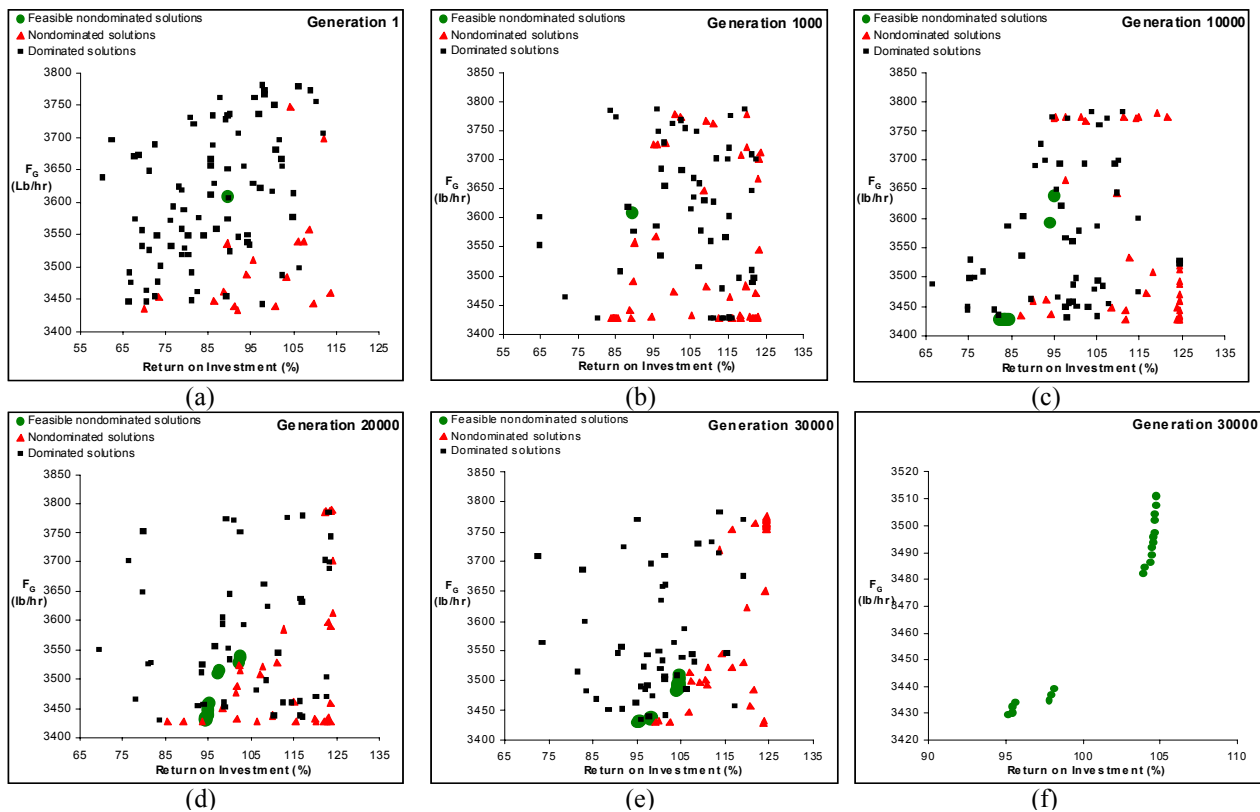 Feasible nondominated solutions
Nondominated solutions
Dominated solutions
Generation 1
3800
3750
3700
3650
3600
3550
3500
3450
3400
FG
(Lb/hr)
55 65 75 85 95 105 115 125
Return on Investment (%)
(a)
Feasible nondominated solutions
Nondominated solutions
Dominated solutions
Generation 1000
3850
3800
3750
3700
3650
3600
3550
3500
3450
3400
FG
(lb/hr)
55 65 75 85 95 105 115 125 135
Return on Investment (%)
(b)
Feasible nondominated solutions
Nondominated solutions
Dominated solutions
Generation 10000
3850
3800
3750
3700
3650
3600
3550
3500
3450
3400
FG
(lb/hr)
65 75 85 95 105 115 125 135
Return on Investment (%)
(c)
Feasible nondominated solutions
Nondominated solutions
Dominated solutions
Generation 20000
3850
3800
3750
3700
3650
3600
3550
3500
3450
3400
FG
(lb/hr)
65 75 85 95 105 115 125 135
Return on Investment (%)
(d)
Feasible nondominated solutions
Nondominated solutions
Dominated solutions
Generation 30000
3850
3800
3750
3700
3650
3600
3550
3500
3450
3400
FG
(lb/hr)
65 75 85 95 105 115 125 135
Return on Investment (%)
(e)
Generation 30000
3520
3510
3500
3490
3480
3470
3460
3450
3440
3430
3420
FG
(lb/hr)
90 95 100 105 110
Return on Investment (%)
(f)